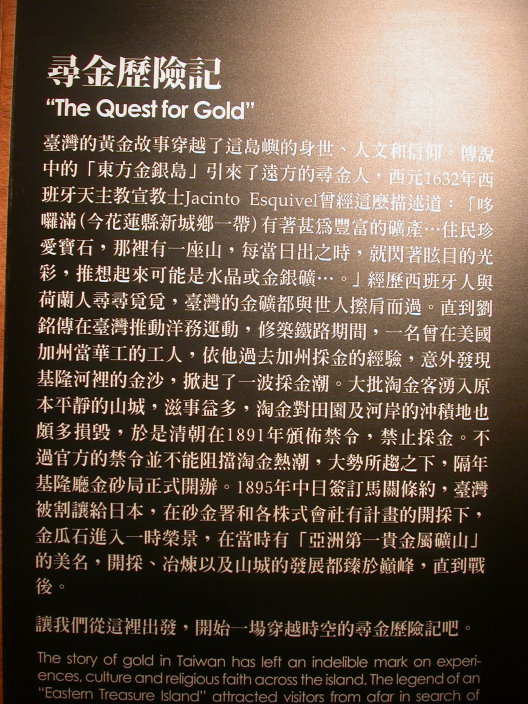 尋金歷險記
“The Quest for Gold”
臺灣的黃金故事穿越了這島嶼的身世、人文和信仰。傳說
中的「東方金銀島」引來了遠方的尋金人，西元1632年西
班牙天主教宣教士Jacinto Esquivel曾經這麼描述道：「哆
囉滿(今花蓮縣新城鄉一帶)有著甚爲豐富的礦產…住民珍
愛寶石，那裡有一座山，每當日出之時，就閃著眩目的光
彩，推想起來可能是水晶或金銀礦…。」經歷西班牙人與
荷蘭人尋尋覓覓，臺灣的金礦都與世人擦肩而過。直到劉
銘傳在臺灣推動洋務運動，修築鐵路期間，一名曾在美國
加州當華工的工人，依他過去加州採金的經驗，意外發現
基隆河裡的金沙，掀起了一波採金潮。大批淘金客湧入原
本平靜的山城，滋事益多，淘金對田園及河岸的沖積地也
頗多損毀，於是清朝在1891年頒佈禁令，禁止採金。不
過官方的禁令並不能阻擋淘金熱潮，大勢所趨之下，隔年
基隆廳金砂局正式開辦。1895年中日簽訂馬關條約，臺灣
被割讓給日本，在砂金署和各株式會社有計畫的開採下，
金瓜石進入一時榮景，在當時有「亞洲第一貴金屬礦山」
的美名，開採、冶煉以及山城的發展都臻於巔峰，直到戰
後。
讓我們從這裡出發，開始一場穿越時空的尋金歷險記吧。
The story of gold in Taiwan has left an indelible mark on experi-
ences, culture and religious faith across the island. The legend of an
“Eastern Treasure Island” attracted visitors from afar in search of